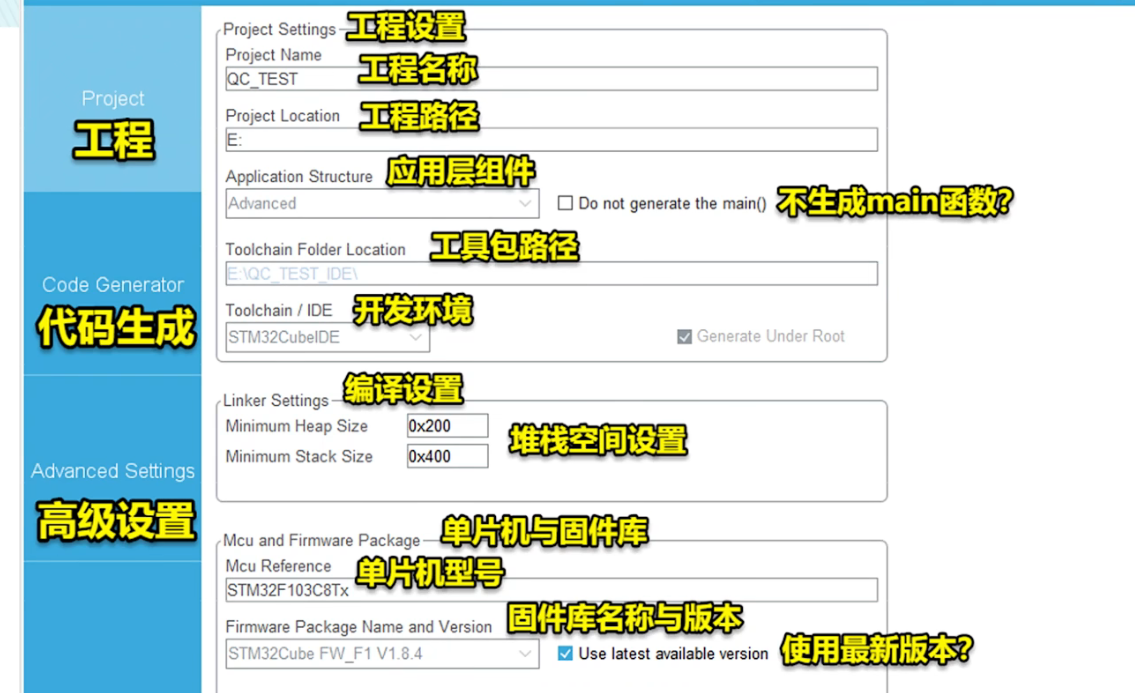 Project
工程
Code Generator
代码生成
Advanced Settings
高级设置
Project Settings 工程设置
Project Name 工程名称
QC_TEST
Project Location 工程路径
E:
Application Structure 应用层组件
Advanced Do not generate the main() 不生成main函数?
Toolchain Folder Location 工具包路径
E:\QC_TEST_IDE\
Toolchain / IDE 开发环境
STM32CubeIDE Generate Under Root
Linker Settings 编译设置
Minimum Heap Size 0x200
堆栈空间设置
Minimum Stack Size 0x400
Mcu and Firmware Package 单片机与固件库
Mcu Reference 单片机型号
STM32F103C8Tx
Firmware Package Name and Version 固件库名称与版本
STM32Cube FW_F1 V1.8.4 Use latest available version 使用最新版本?